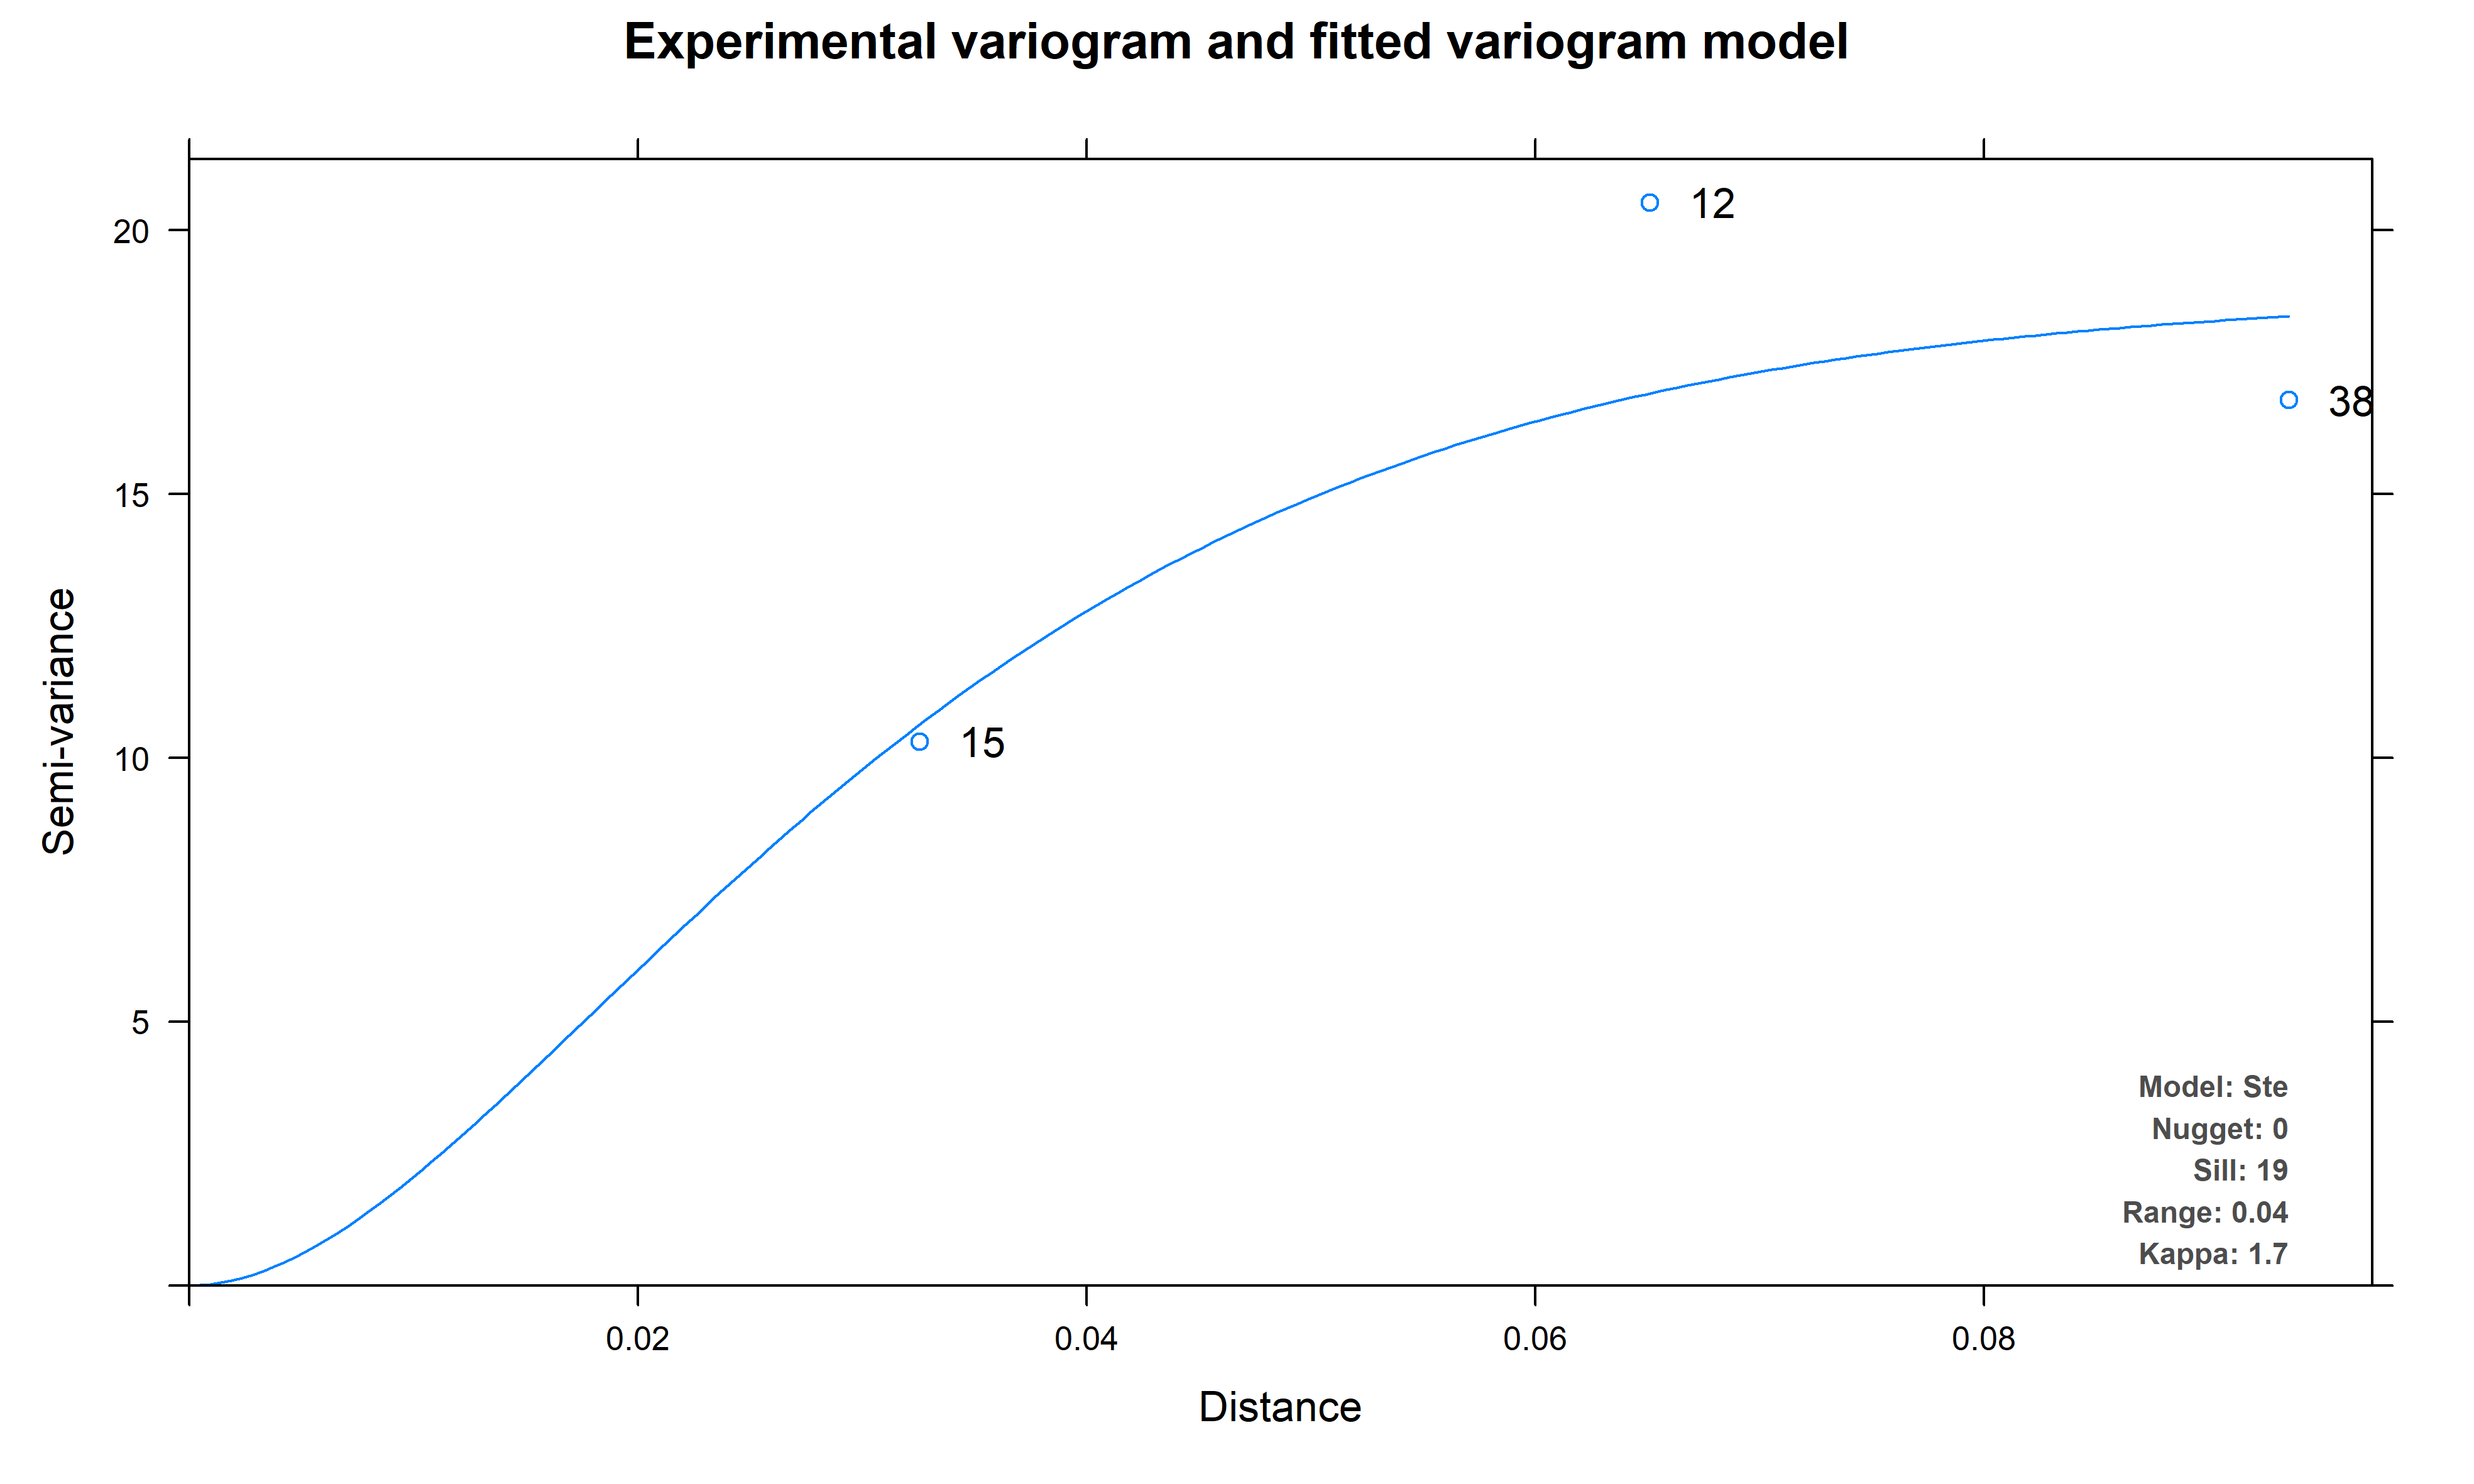 Experimental variogram and fitted variogram model
20
15
10
5
Semi-variance
12
38
15
Model: Ste
Nugget: 0
Sill: 19
Range: 0.04
Kappa: 1.7
0.02 0.04 0.06 0.08
Distance